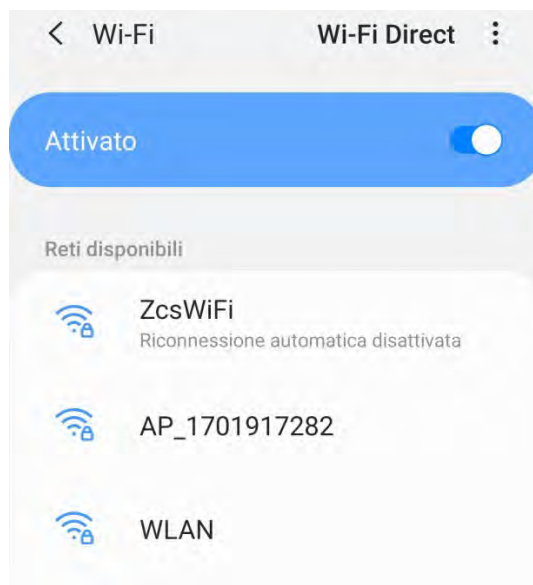 Wi-Fi Wi-Fi Direct
Attivato
Reti disponibili
ZcsWiFi
Riconnessione automatica disattivata
AP_1701917282
WLAN